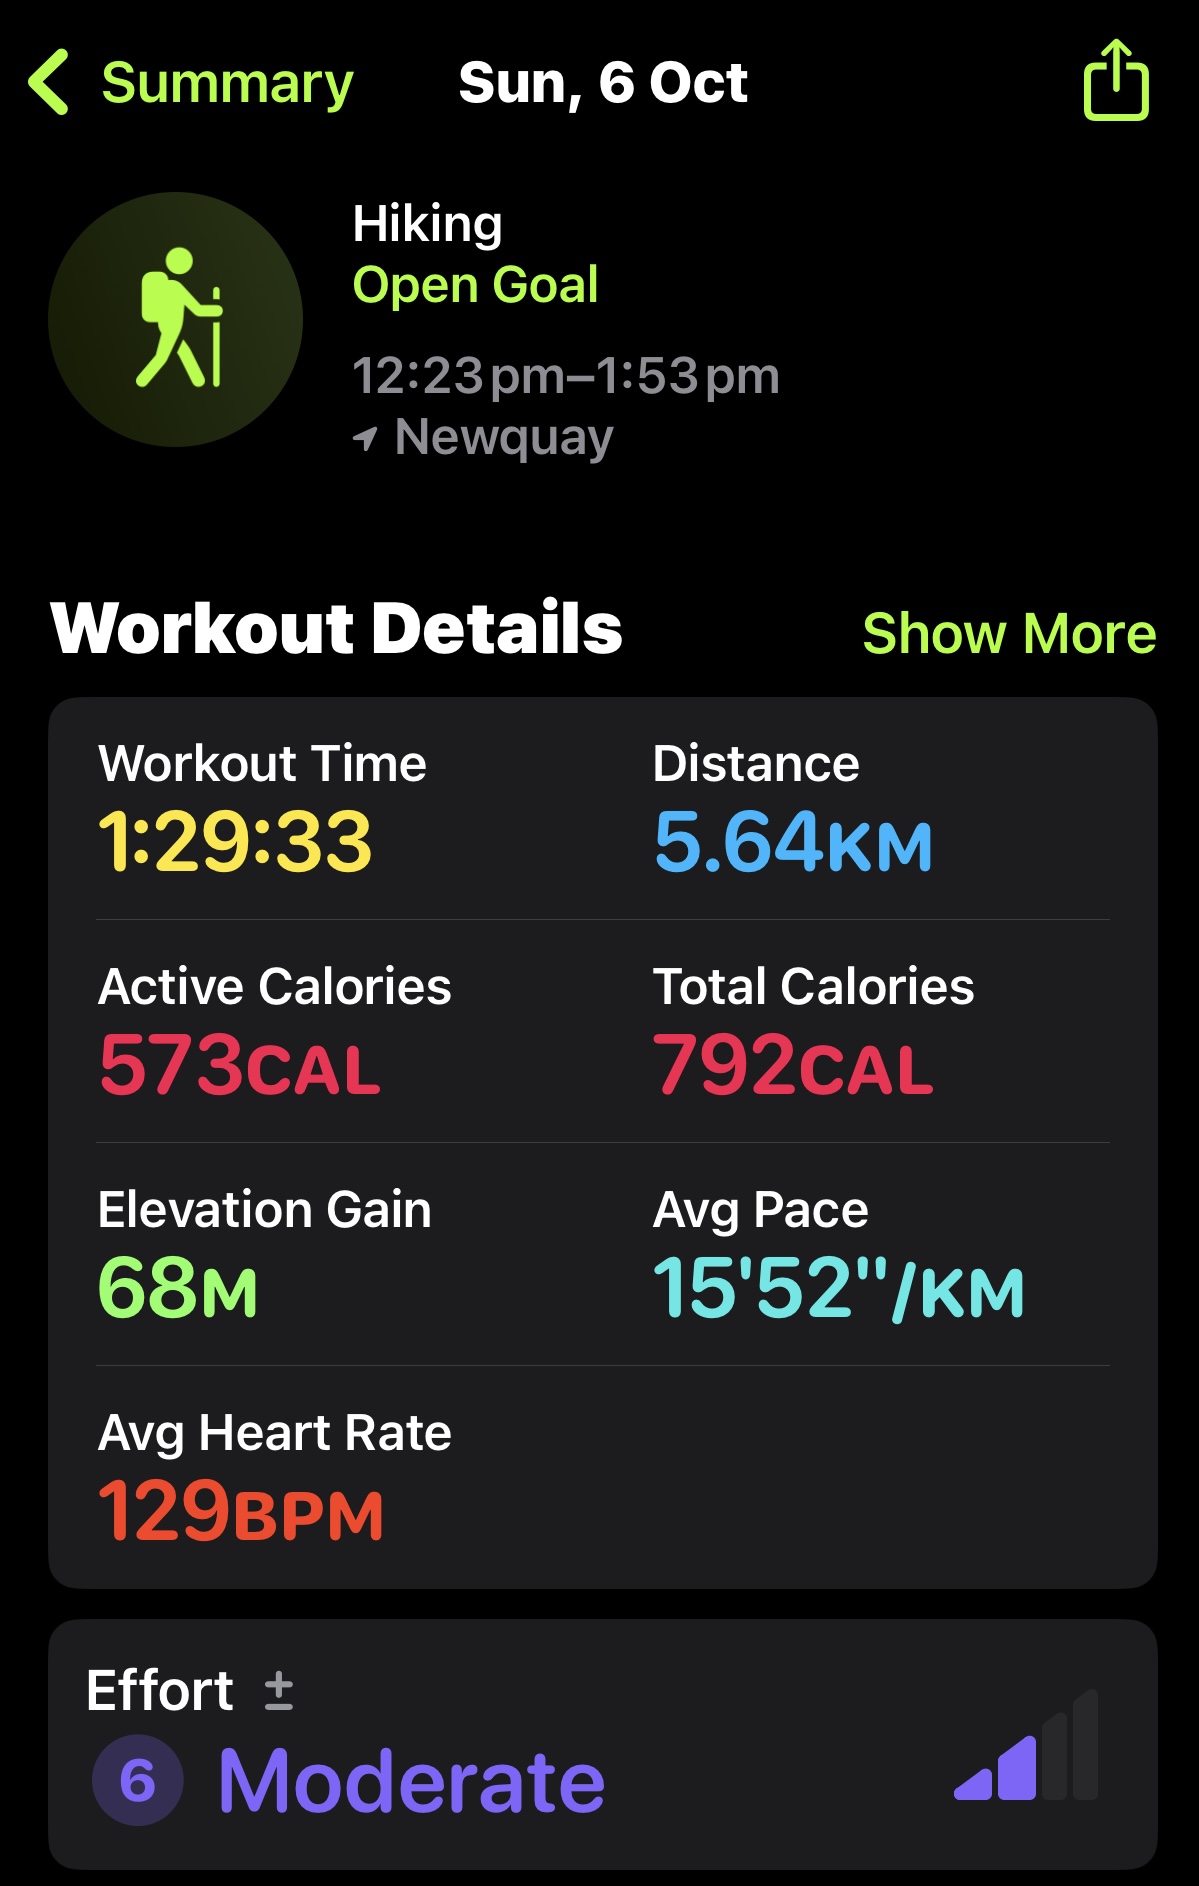 Summary
Sun, 6 Oct
Hiking
Open Goal
12:23 pm–1:53 pm
Newquay
Workout Details
Show More
Workout Time
Distance
1:29:33
5.64KM
Active Calories
Total Calories
573CAL
792CAL
Elevation Gain
Avg Pace
68M
15'52"/KM
Avg Heart Rate
129BPM
Effort ±
6 Moderate